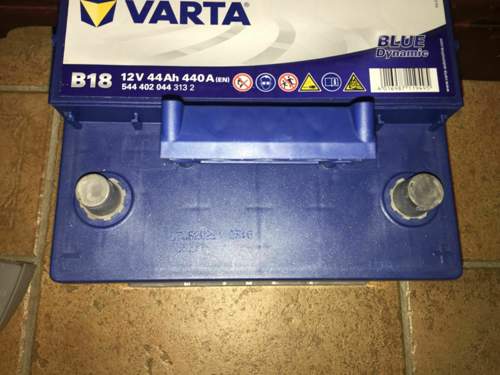 VARTA
BLUE
Dynamic
B18 12V 44Ah 440A (EN)
544 402 044 313 2